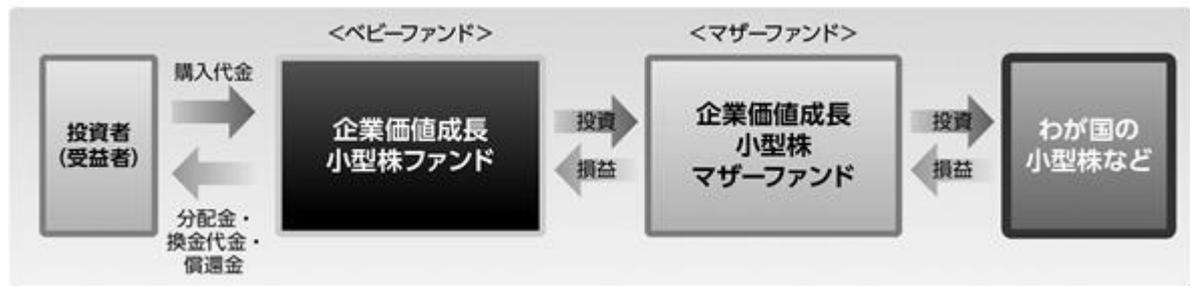 <ベビーファンド>
<マザーファンド>
投資者
(受益者)
購入代金
分配金・
換金代金・
償還金
企業価値成長
小型株ファンド
投資
損益
企業価値成長
小型株
マザーファンド
投資
損益
わが国の
小型株など